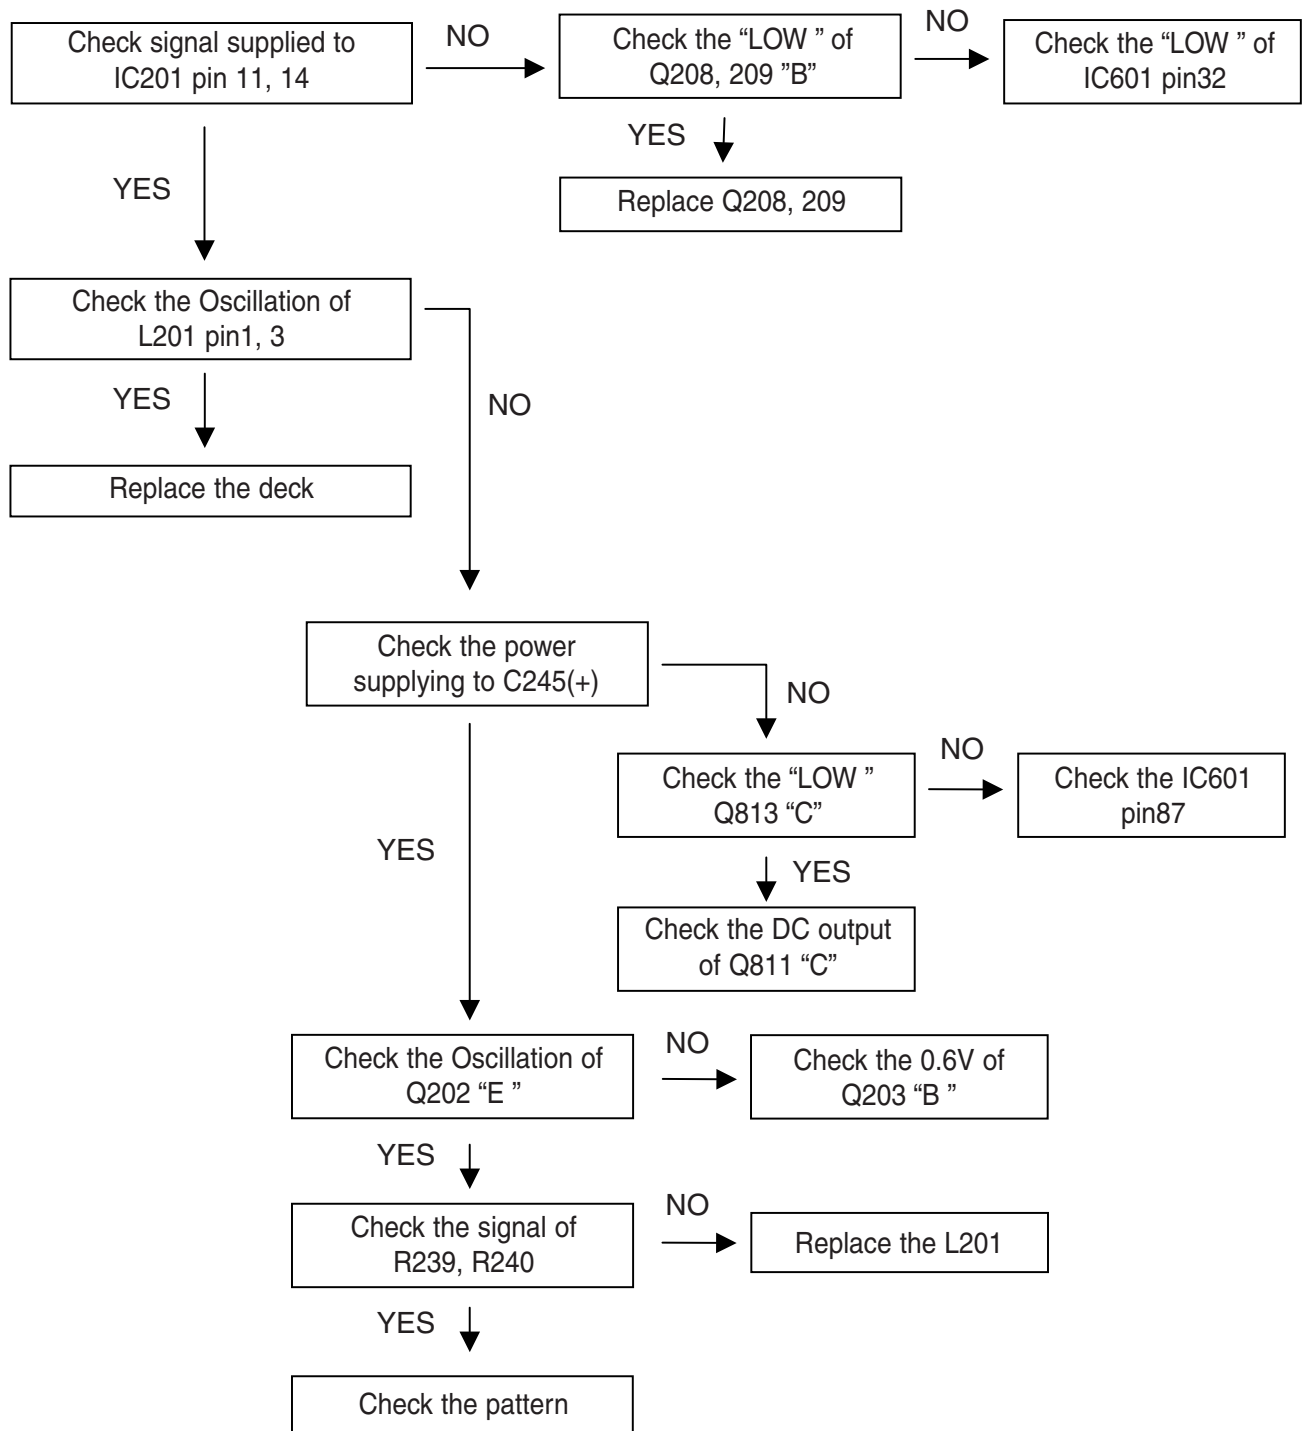 Check signal supplied to
IC201 pin 11, 14
NO
Check the “LOW ” of
Q208, 209 ”B”
NO
Check the “LOW ” of
IC601 pin32
YES
Replace Q208, 209
YES
Check the Oscillation of
L201 pin1, 3
YES
NO
Replace the deck
Check the power
supplying to C245(+)
NO
Check the “LOW ”
Q813 “C”
NO
Check the IC601
pin87
YES
YES
Check the DC output
of Q811 “C”
Check the Oscillation of
Q202 “E ”
NO
Check the 0.6V of
Q203 “B ”
YES
Check the signal of
R239, R240
NO
Replace the L201
YES
Check the pattern